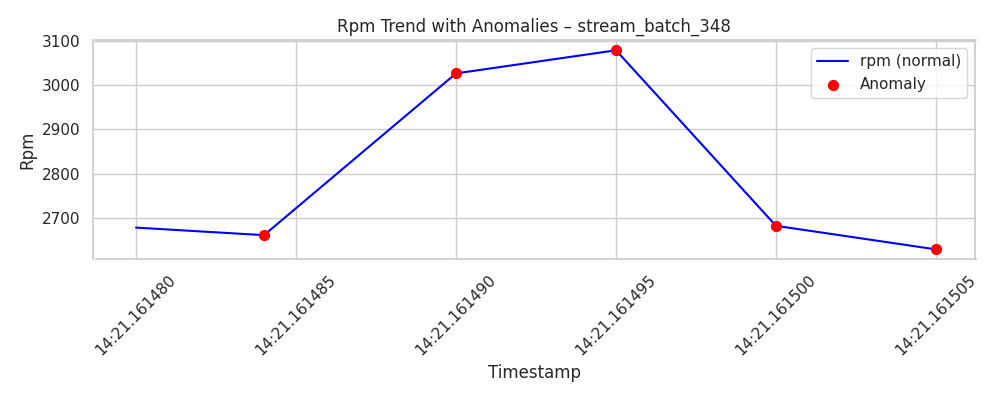 Rpm Trend with Anomalies – stream_batch_348
3100
3000
2900
2800
2700
Rpm
rpm (normal)
Anomaly
14:21.161480
14:21.161485
14:21.161490
14:21.161495
14:21.161500
14:21.161505
Timestamp